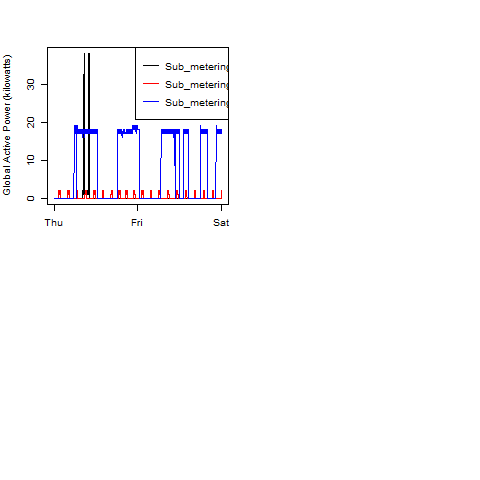 Global Active Power (kilowatts)
30
20
10
0
Sub_metering
Sub_metering
Sub_metering
Thu
Fri
Sat